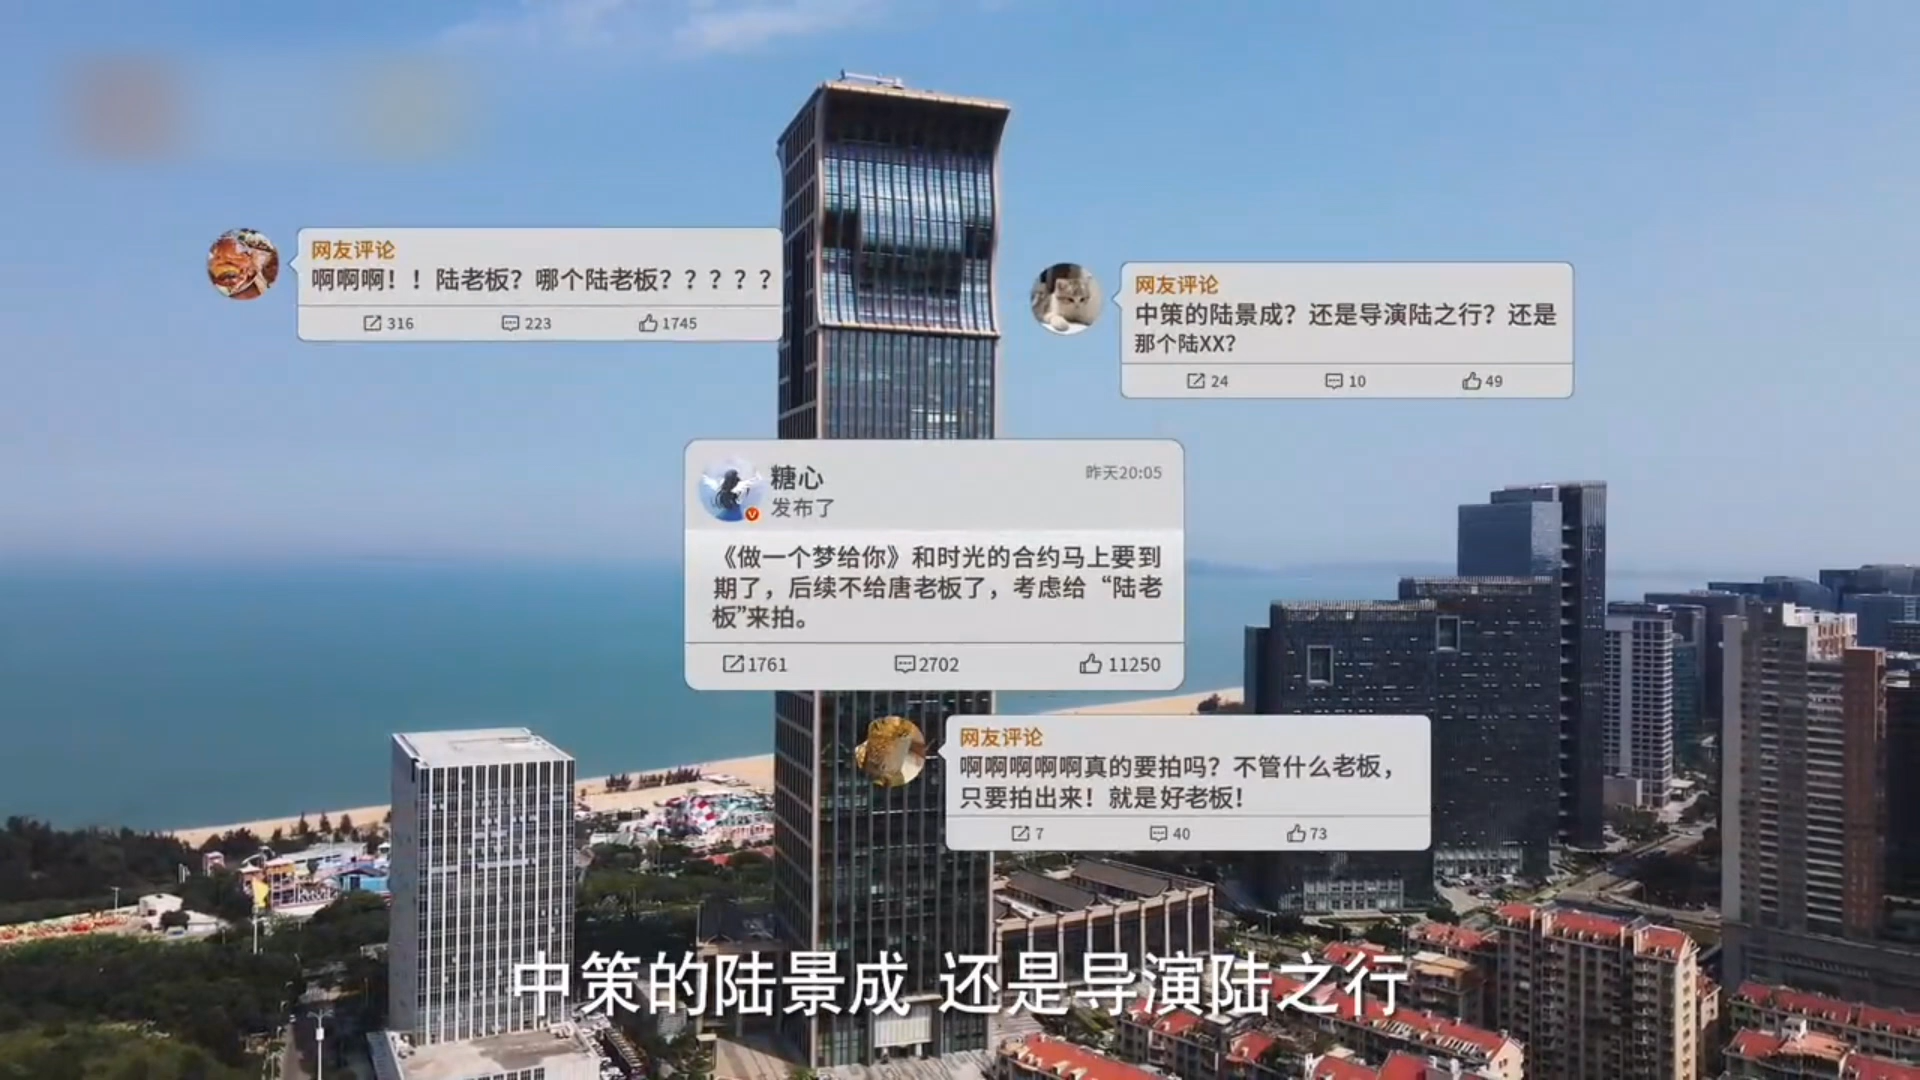 网友评论
啊啊啊！！陆老板？哪个陆老板？？？？？
316 223 1745
网友评论
中策的陆景成？还是导演陆之行？还是
那个陆XX？
24 10 49
糖心
昨天20:05
发布了
《做一个梦给你》和时光的合约马上要到
期了，后续不给唐老板了，考虑给“陆老
板”来拍。
1761 2702 11250
网友评论
啊啊啊啊啊真的要拍吗？不管什么老板，
只要拍出来！就是好老板！
7 40 73
中策的陆景成 还是导演陆之行